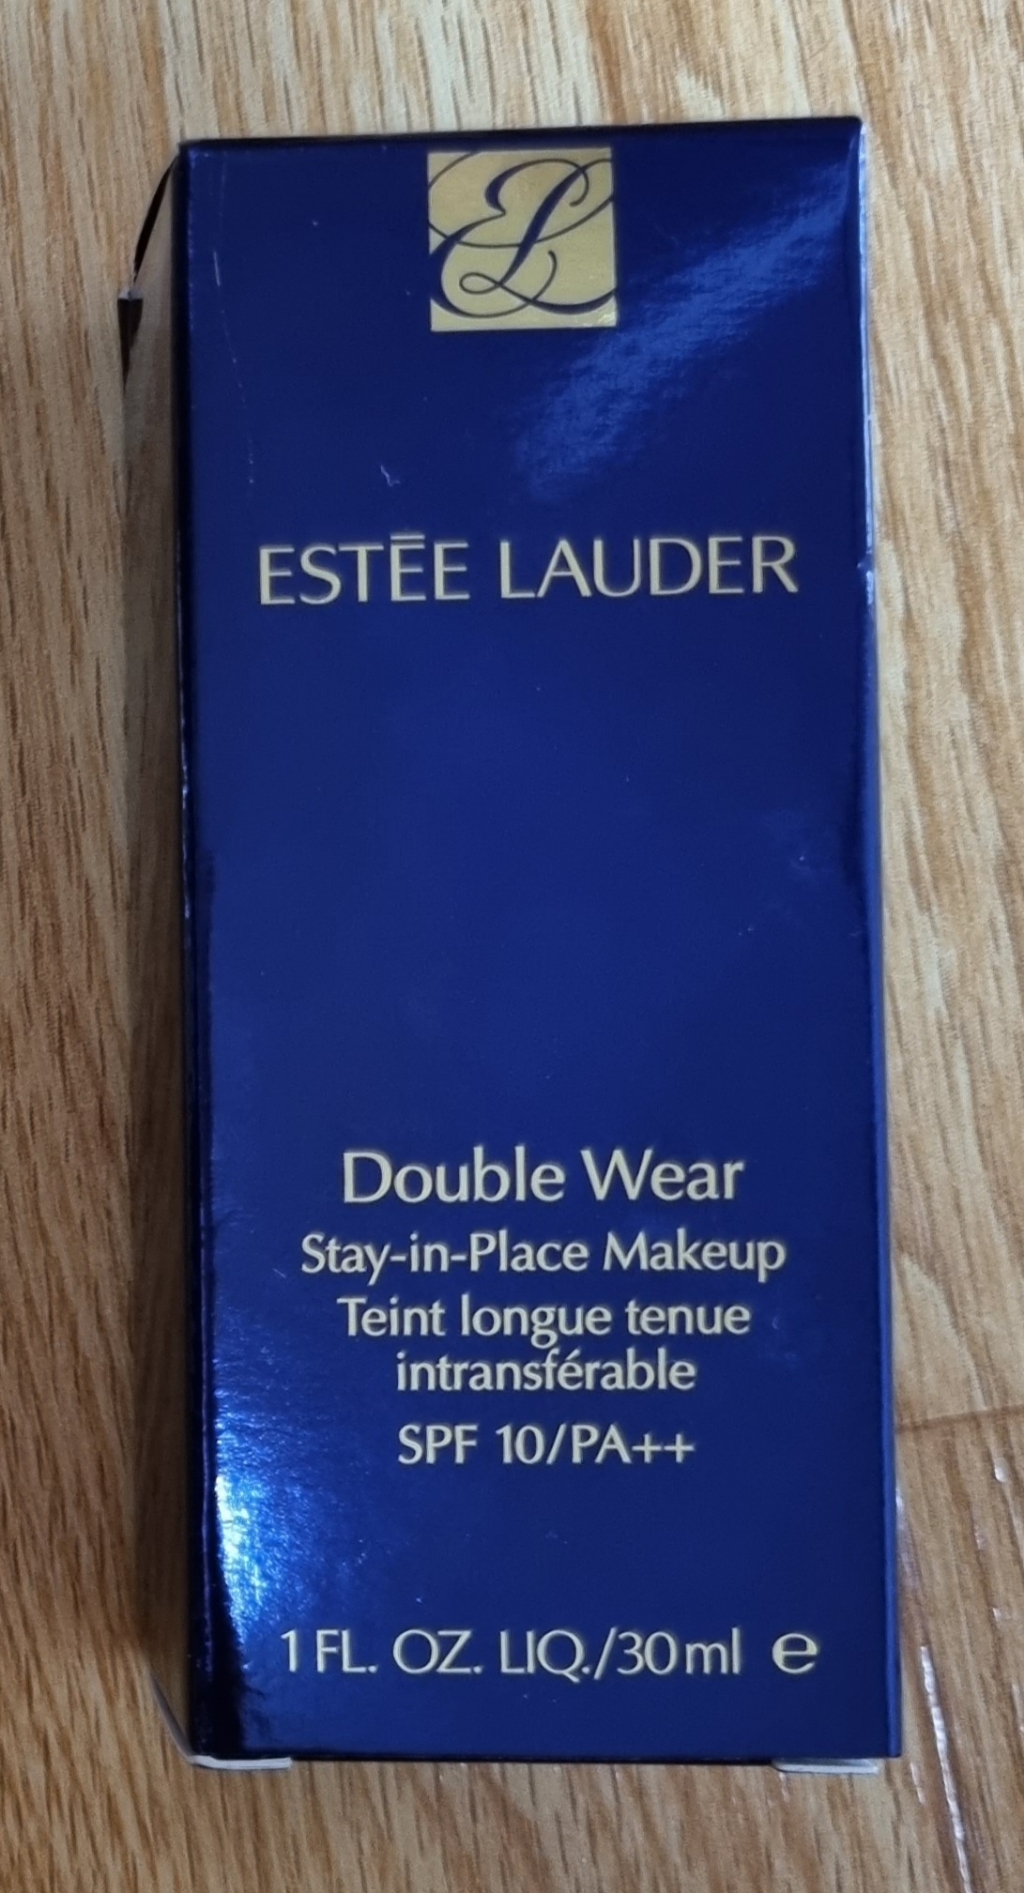 EL
ESTĒE LAUDER
Double Wear
Stay-in-Place Makeup
Teint longue tenue
intransférable
SPF 10/PA++
1 FL. OZ. LIQ./30ml e